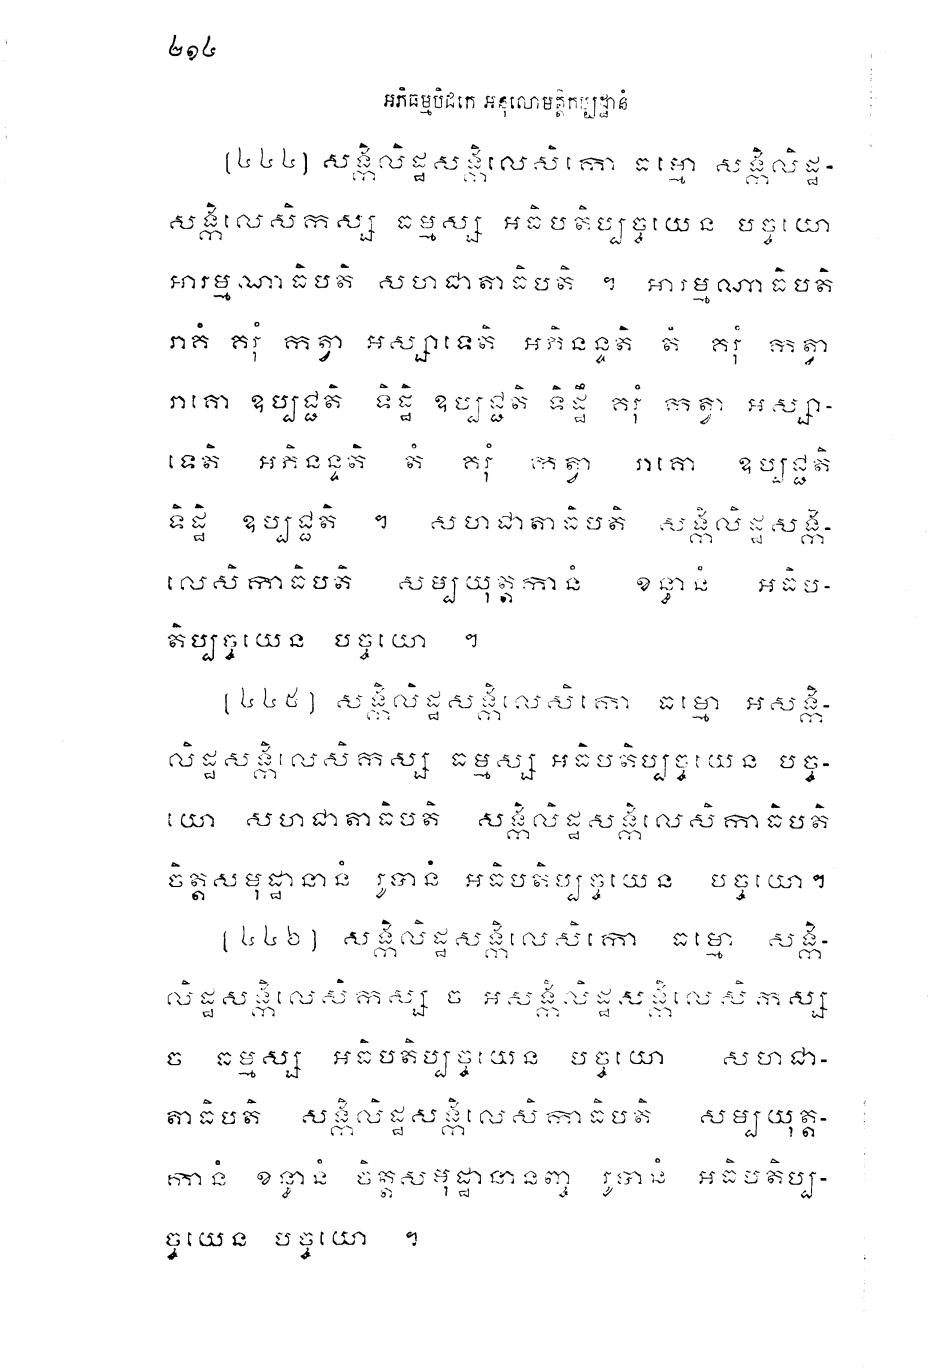 ២១៤
អភិធម្មបិដកេ អនុលោមត្តិកប្បដ្ឋានំ
[៤៤៤] សង្កិលិដ្ឋសង្កិលេសិកោ ធម្មោ សង្កិលិដ្ឋ-
សង្កិលេសិកស្ស ធម្មស្ស អធិបតិប្បច្ចយេន បច្ចយោ
អារម្មណាធិបតិ សហជាតាធិបតិ ។ អារម្មណាធិបតិ
រាគំ គរុំ កត្វា អស្សាទេតិ អភិនន្ទតិ តំ គរុំ កត្វា
រាគោ ឧប្បជ្ជតិ ទិដ្ឋិ ឧប្បជ្ជតិ ទិដ្ឋឹ គរុំ កត្វា អស្សា-
ទេតិ អភិនន្ទតិ តំ គរុំ កត្វា រាគោ ឧប្បជ្ជតិ
ទិដ្ឋិ ឧប្បជ្ជតិ ។ សហជាតាធិបតិ សង្កិលិដ្ឋសង្កិ-
លេសិកាធិបតិ សម្បយុត្តកានំ ខន្ធានំ អធិប-
តិប្បច្ចយេន បច្ចយោ ។
[៤៤៥] សង្កិលិដ្ឋសង្កិលេសិកោ ធម្មោ អសង្កិ-
លិដ្ឋសង្កិលេសិកស្ស ធម្មស្ស អធិបតិប្បច្ចយេន បច្ច-
យោ សហជាតាធិបតិ សង្កិលិដ្ឋសង្កិលេសិកាធិបតិ
ចិត្តសមុដ្ឋានានំ រូបានំ អធិបតិប្បច្ចយេន បច្ចយោ។
[៤៤៦] សង្កិលិដ្ឋសង្កិលេសិកោ ធម្មោ សង្កិ-
លិដ្ឋសង្កិលេសិកស្ស ច អសង្កិលិដ្ឋសង្កិលេសិកស្ស
ច ធម្មស្ស អធិបតិប្បច្ចយេន បច្ចយោ សហជា-
តាធិបតិ សង្កិលិដ្ឋសង្កិលេសិកាធិបតិ សម្បយុត្ត-
កានំ ខន្ធានំ ចិត្តសមុដ្ឋានានញ្ច រូបានំ អធិបតិប្ប-
ច្ចយេន បច្ចយោ ។